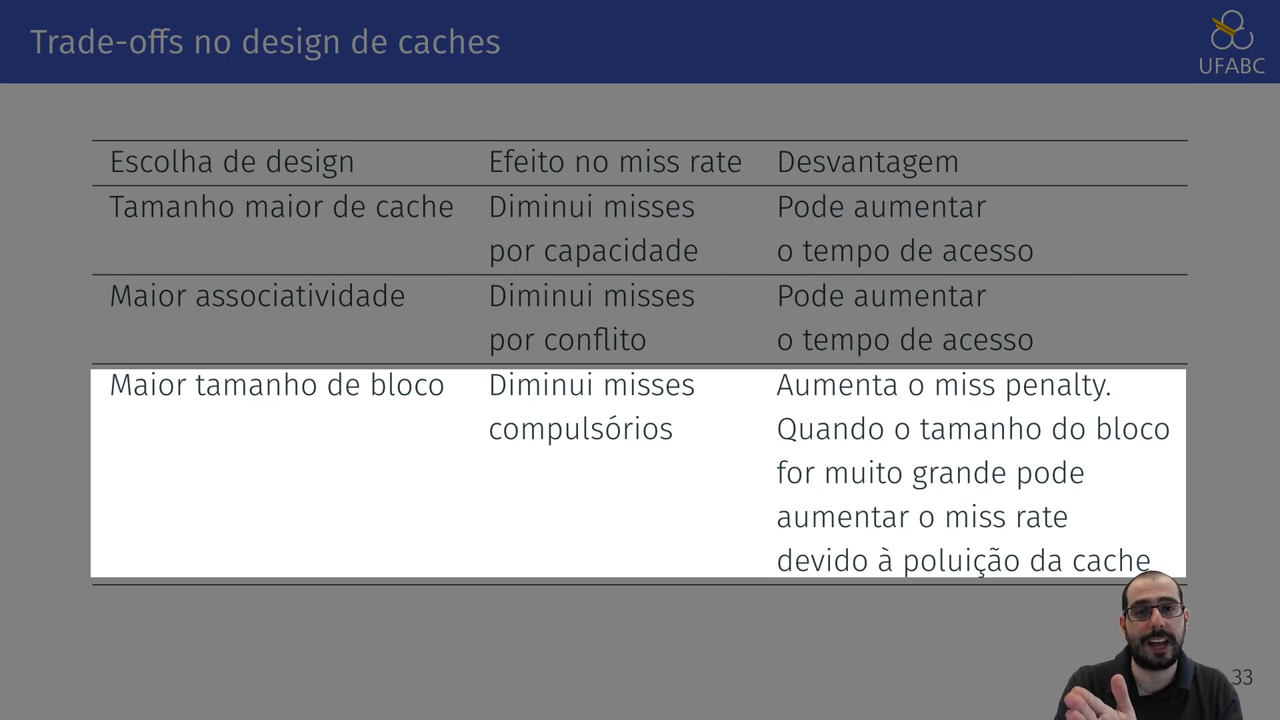 Trade-offs no design de caches
UFABC
Escolha de design Efeito no miss rate Desvantagem
Tamanho maior de cache Diminui misses Pode aumentar
por capacidade o tempo de acesso
Maior associatividade Diminui misses Pode aumentar
por conflito o tempo de acesso
Maior tamanho de bloco Diminui misses Aumenta o miss penalty.
compulsórios Quando o tamanho do bloco
for muito grande pode
aumentar o miss rate
devido à poluição da cache
33